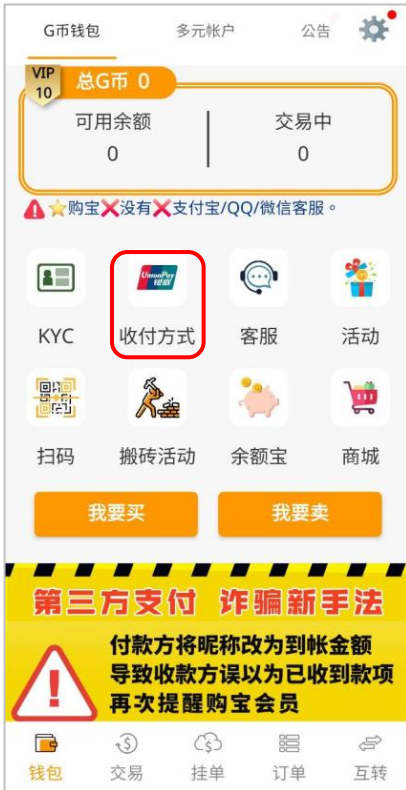 G币钱包 多元帐户 公告
VIP
10
总G币 0
可用余额 交易中
0 0
购宝❌没有❌支付宝/QQ/微信客服。
UnionPay
银联
KYC 收付方式 客服 活动
扫码 搬砖活动 余额宝 商城
我要买 我要卖
第三方支付 诈骗新手法
付款方将昵称改为到帐金额
导致收款方误以为已收到款项
再次提醒购宝会员
钱包 交易 挂单 订单 互转